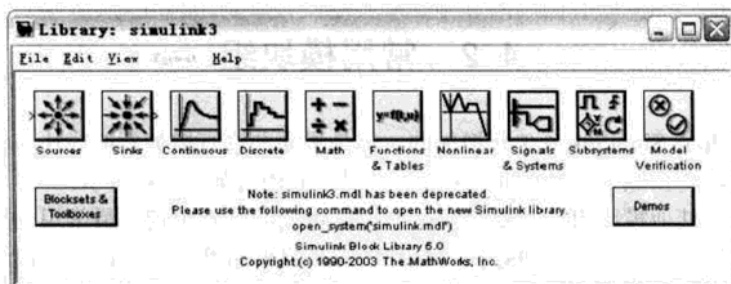 Library: simulink3
File Edit View Format Help
Sources Sinks Continuous Discrete Math Functions & Tables Nonlinear Signals & Systems Subsystems Model Verification
y=f(t,u)
Blocksets & Toolboxes
Demos
Note: simulink3.mdl has been deprecated.
Please use the following command to open the new Simulink library.
open_system('simulink.mdl')
Simulink Block Library 6.0
Copyright (c) 1990-2003 The MathWorks, Inc.